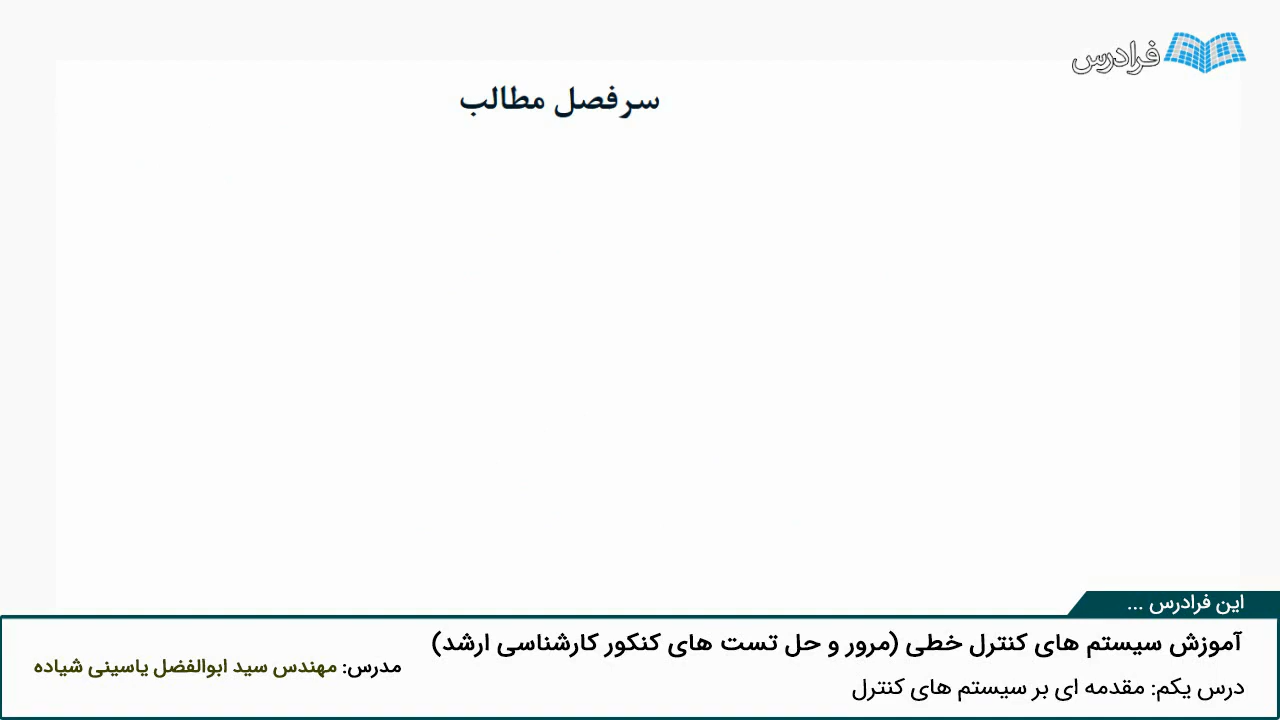 فرادرس
سرفصل مطالب
این فرادرس ...
آموزش سیستم های کنترل خطی (مرور و حل تست های کنکور کارشناسی ارشد)
مدرس: مهندس سید ابوالفضل یاسینی شیاده
درس یکم: مقدمه ای بر سیستم های کنترل